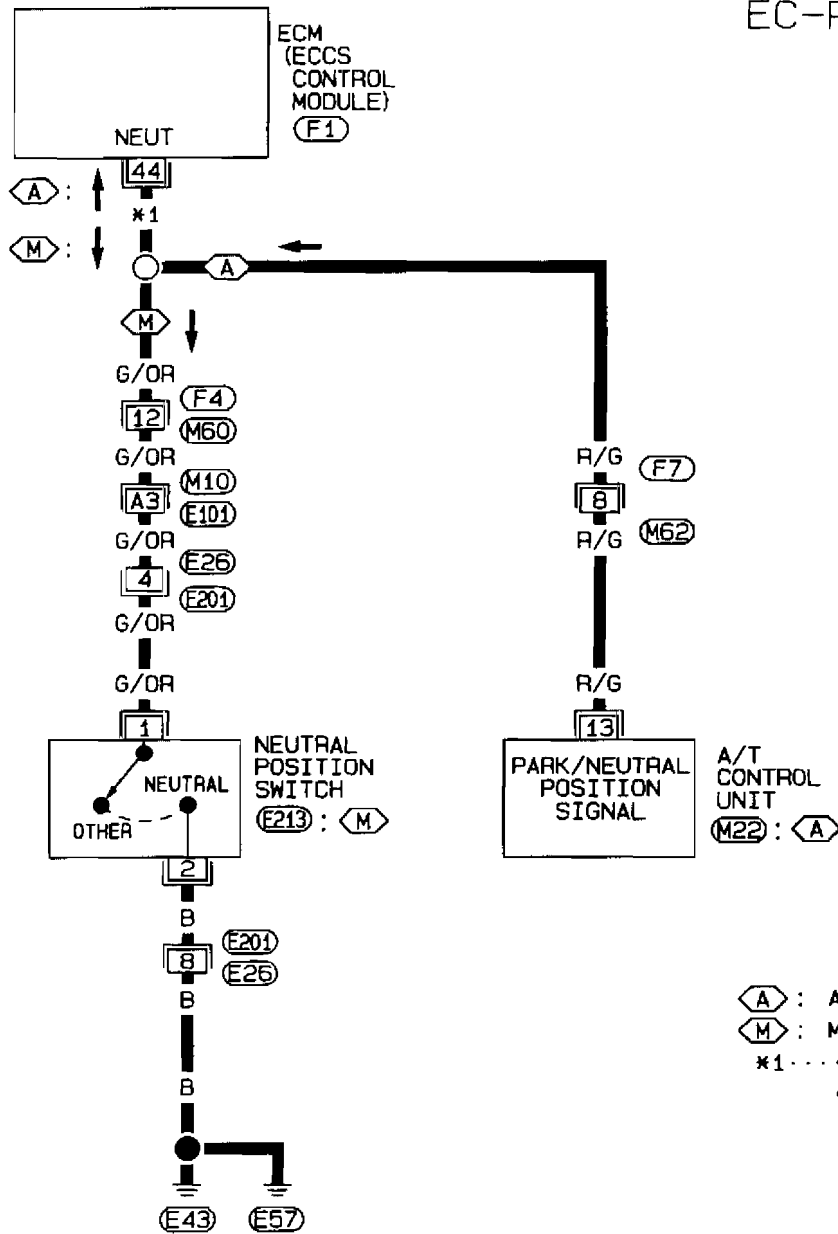 EC-P
ECM
(ECCS
CONTROL
MODULE)
F1
NEUT
44
A :
*1
M :
A
M
G/OR
12
F4
M60
G/OR
A3
M10
E101
G/OR
4
E26
E201
G/OR
G/OR
1
OTHER
NEUTRAL
NEUTRAL
POSITION
SWITCH
E213 : M
2
B
8
E201
E26
B
B
E43
E57
R/G
8
F7
R/G
M62
R/G
13
PARK/NEUTRAL
POSITION
SIGNAL
A/T
CONTROL
UNIT
M22 : A
A : A
M : M
*1 ····